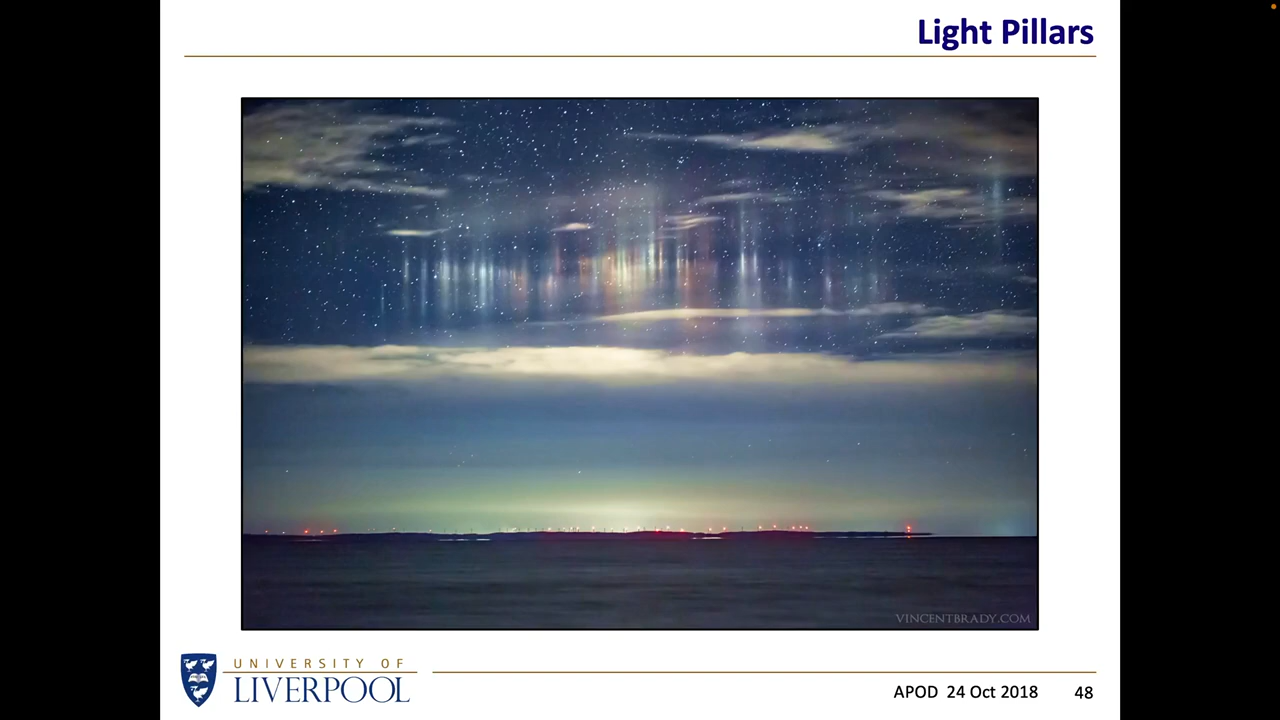 Light Pillars
VINCENTBRADY.COM
UNIVERSITY OF
LIVERPOOL
APOD 24 Oct 2018 48